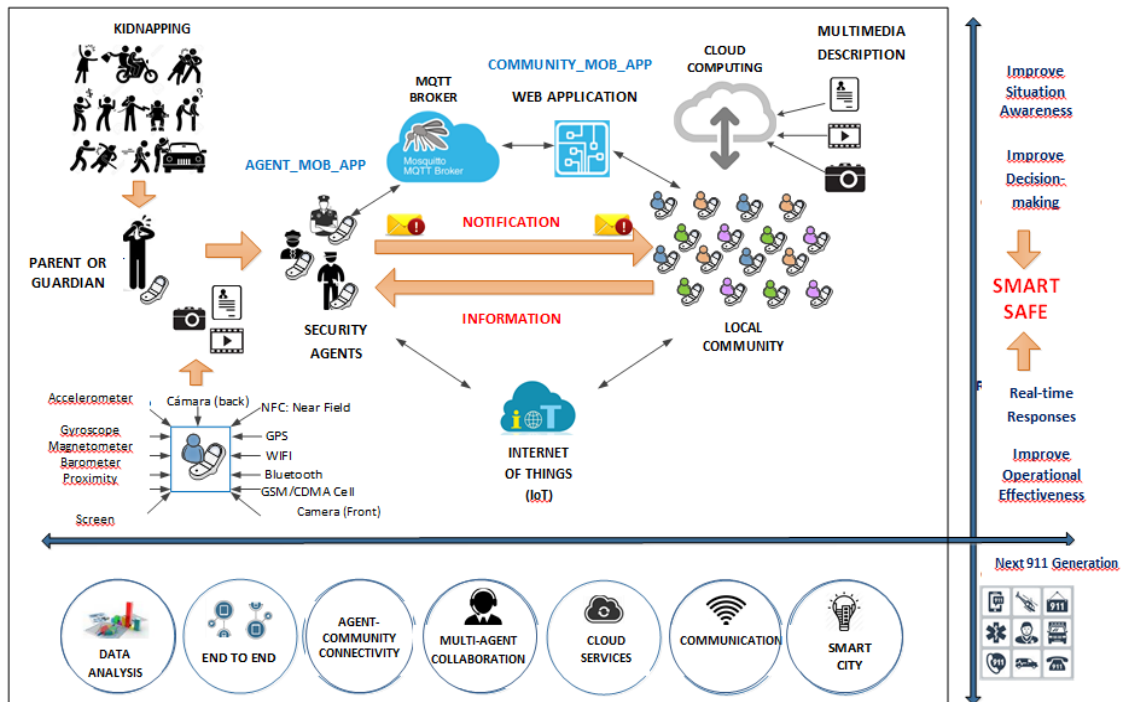 KIDNAPPING
MULTIMEDIA
DESCRIPTION
CLOUD
COMPUTING
COMMUNITY_MOB_APP
MQTT
BROKER
WEB APPLICATION
Mosquitto
MQTT Broker
AGENT_MOB_APP
NOTIFICATION
PARENT OR
GUARDIAN
INFORMATION
SECURITY
AGENTS
LOCAL
COMMUNITY
Accelerometer
Cámara (back)
NFC: Near Field
Gyroscope
GPS
Magnetometer
WIFI
Barometer
Proximity
Bluetooth
GSM/CDMA Cell
Screen
Camera (Front)
iOT
INTERNET
OF THINGS
(IoT)
Improve
Situation
Awareness
Improve
Decision-
making
SMART
SAFE
Real-time
Responses
Improve
Operational
Effectiveness
DATA
ANALYSIS
END TO END
AGENT-
COMMUNITY
CONNECTIVITY
MULTI-AGENT
COLLABORATION
CLOUD
SERVICES
COMMUNICATION
SMART
CITY
Next 911 Generation
911
911
911